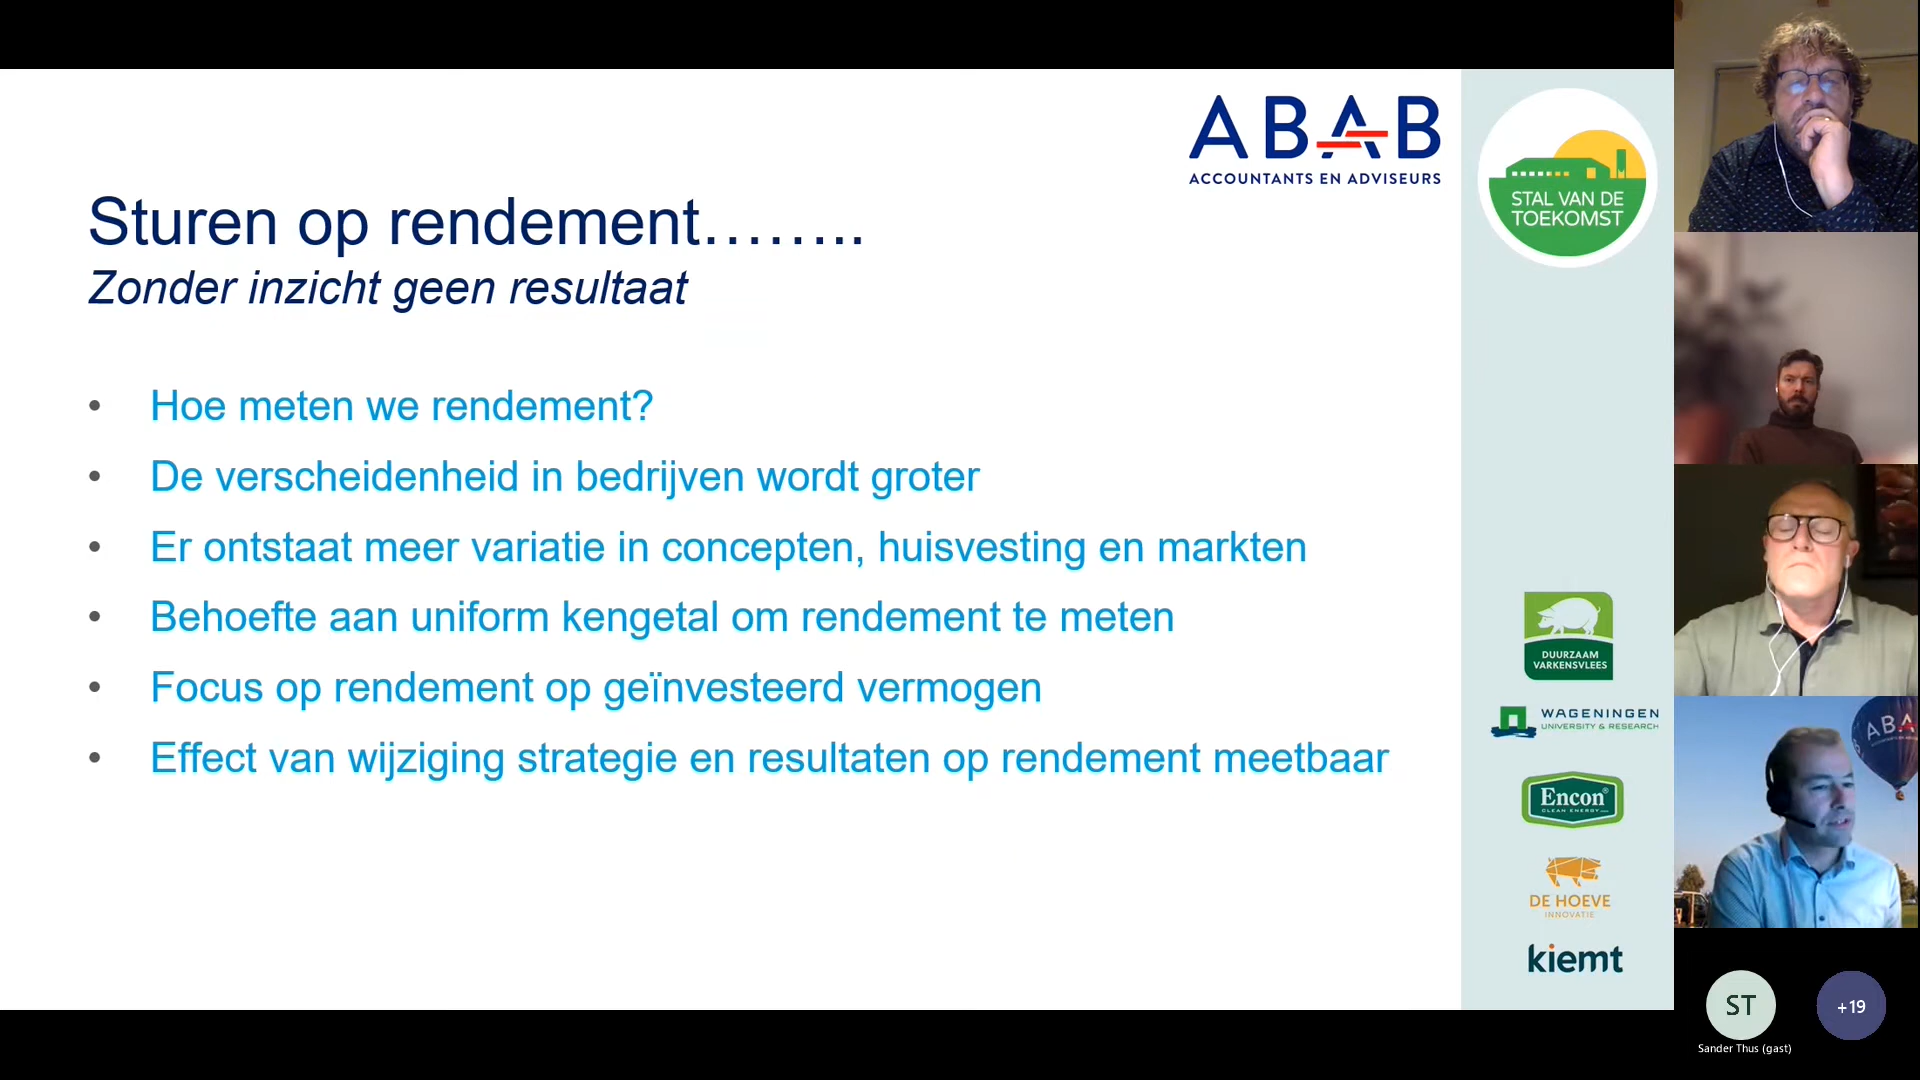 ABAB
ACCOUNTANTS EN ADVISEURS
STAL VAN DE
TOEKOMST
Sturen op rendement……..
Zonder inzicht geen resultaat
• Hoe meten we rendement?
• De verscheidenheid in bedrijven wordt groter
• Er ontstaat meer variatie in concepten, huisvesting en markten
• Behoefte aan uniform kengetal om rendement te meten
• Focus op rendement op geïnvesteerd vermogen
• Effect van wijziging strategie en resultaten op rendement meetbaar
DUURZAAM
VARKENSVLEES
WAGENINGEN
UNIVERSITY & RESEARCH
Encon®
CLEAN ENERGY
DE HOEVE
INNOVATIE
kiemt
ABA
ST
+19
Sander Thus (gast)